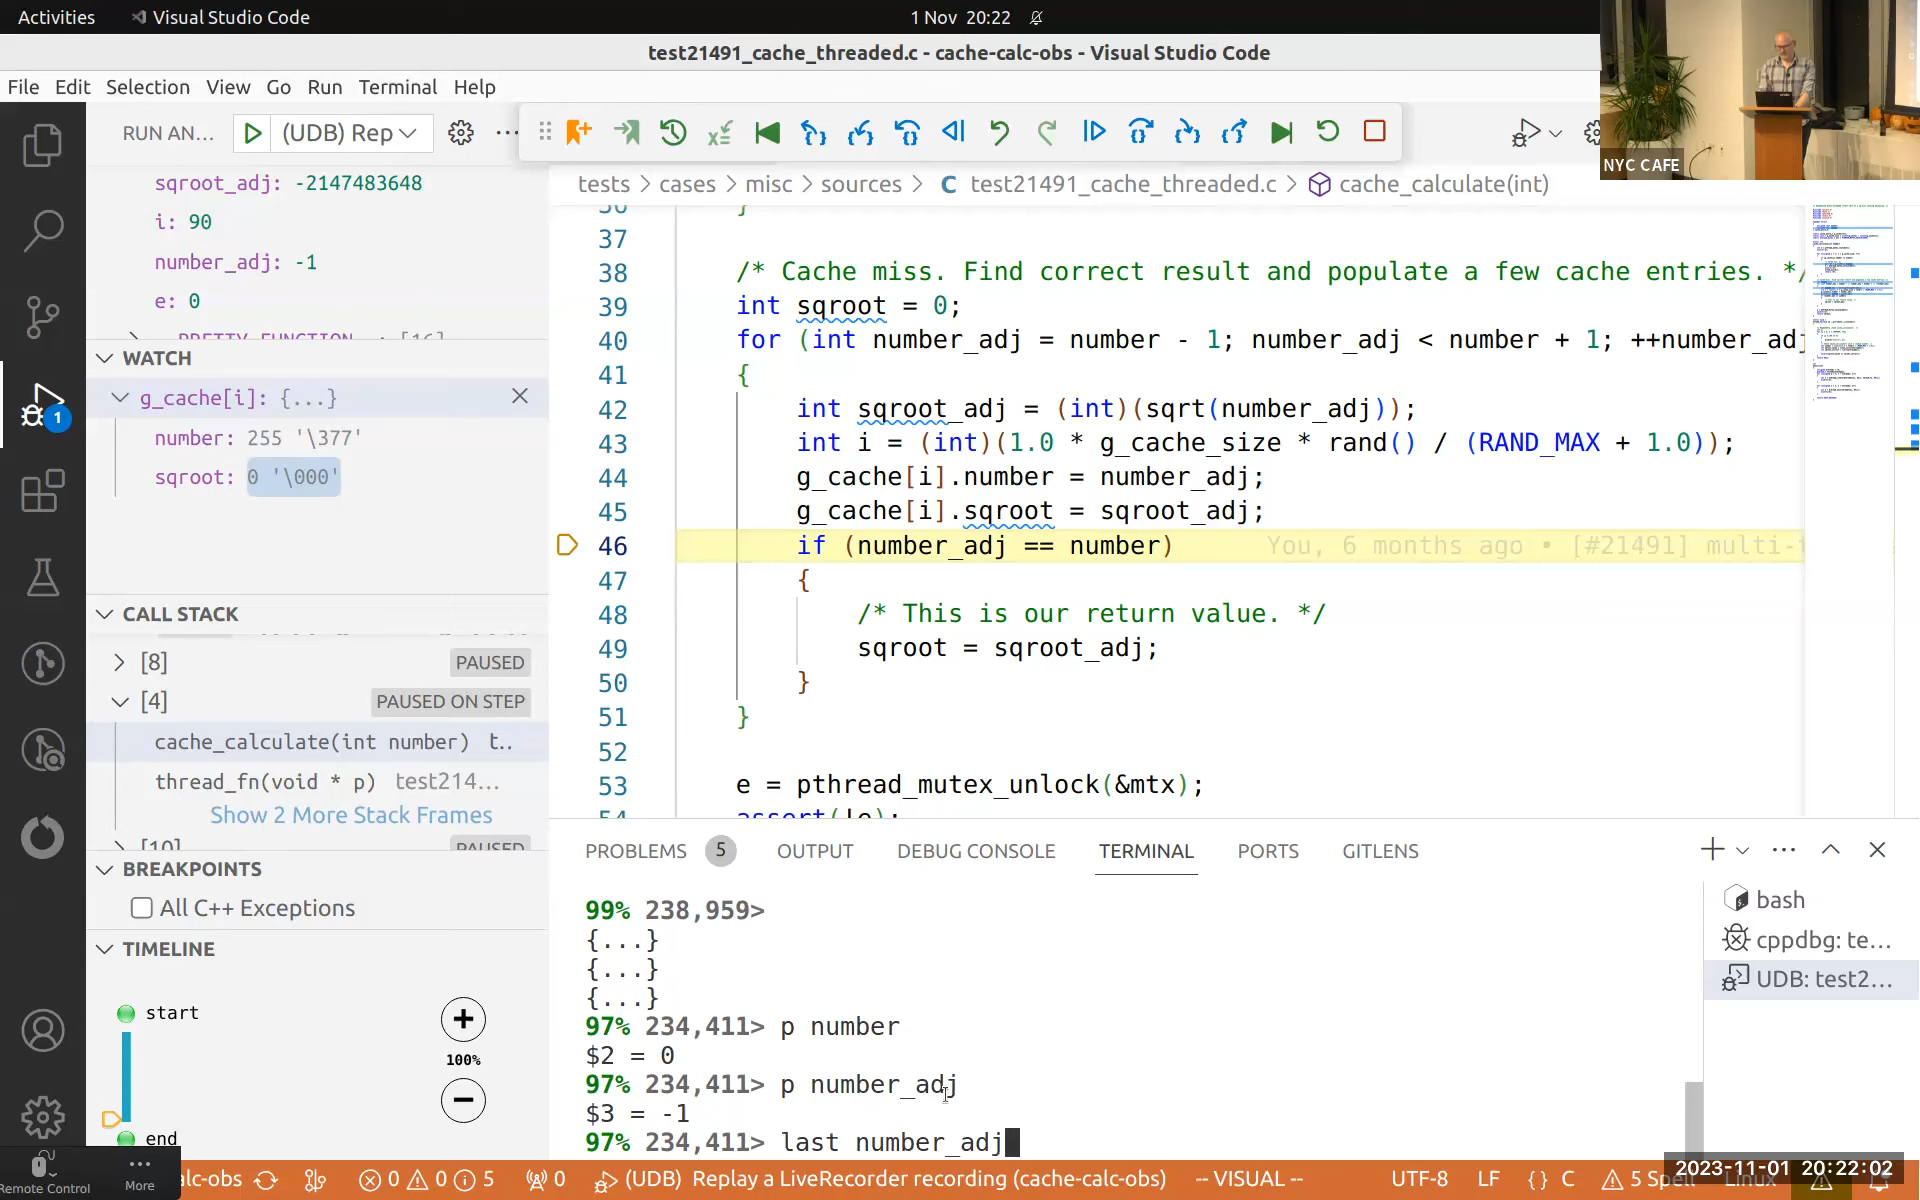 Activities
Visual Studio Code
1 Nov 20:22
test21491_cache_threaded.c - cache-calc-obs - Visual Studio Code
NYC CAFE
File Edit Selection View Go Run Terminal Help
RUN AN... (UDB) Rep ...
sqroot_adj: -2147483648
i: 90
number_adj: -1
e: 0
WATCH
g_cache[i]: {...}
number: 255 '\377'
sqroot: 0 '\000'
CALL STACK
[8] PAUSED
[4] PAUSED ON STEP
cache_calculate(int number) t..
thread_fn(void * p) test214...
Show 2 More Stack Frames
[10] PAUSED
BREAKPOINTS
All C++ Exceptions
TIMELINE
start
100%
end
tests > cases > misc > sources > C test21491_cache_threaded.c > cache_calculate(int)
36 }
37
38 /* Cache miss. Find correct result and populate a few cache entries. */
39 int sqroot = 0;
40 for (int number_adj = number - 1; number_adj < number + 1; ++number_adj
41 {
42 int sqroot_adj = (int)(sqrt(number_adj));
43 int i = (int)(1.0 * g_cache_size * rand() / (RAND_MAX + 1.0));
44 g_cache[i].number = number_adj;
45 g_cache[i].sqroot = sqroot_adj;
46 if (number_adj == number) You, 6 months ago • [#21491] multi-t
47 {
48 /* This is our return value. */
49 sqroot = sqroot_adj;
50 }
51 }
52
53 e = pthread_mutex_unlock(&mtx);
54 assert(!e);
PROBLEMS 5 OUTPUT DEBUG CONSOLE TERMINAL PORTS GITLENS
99% 238,959>
{...}
{...}
{...}
97% 234,411> p number
$2 = 0
97% 234,411> p number_adj
$3 = -1
97% 234,411> last number_adj
bash
cppdbg: te...
UDB: test2...
Remote Control
More
alc-obs 0 0 5 0 (UDB) Replay a LiveRecorder recording (cache-calc-obs) -- VISUAL -- UTF-8 LF {} C 5 Spell Linux
2023-11-01 20:22:02